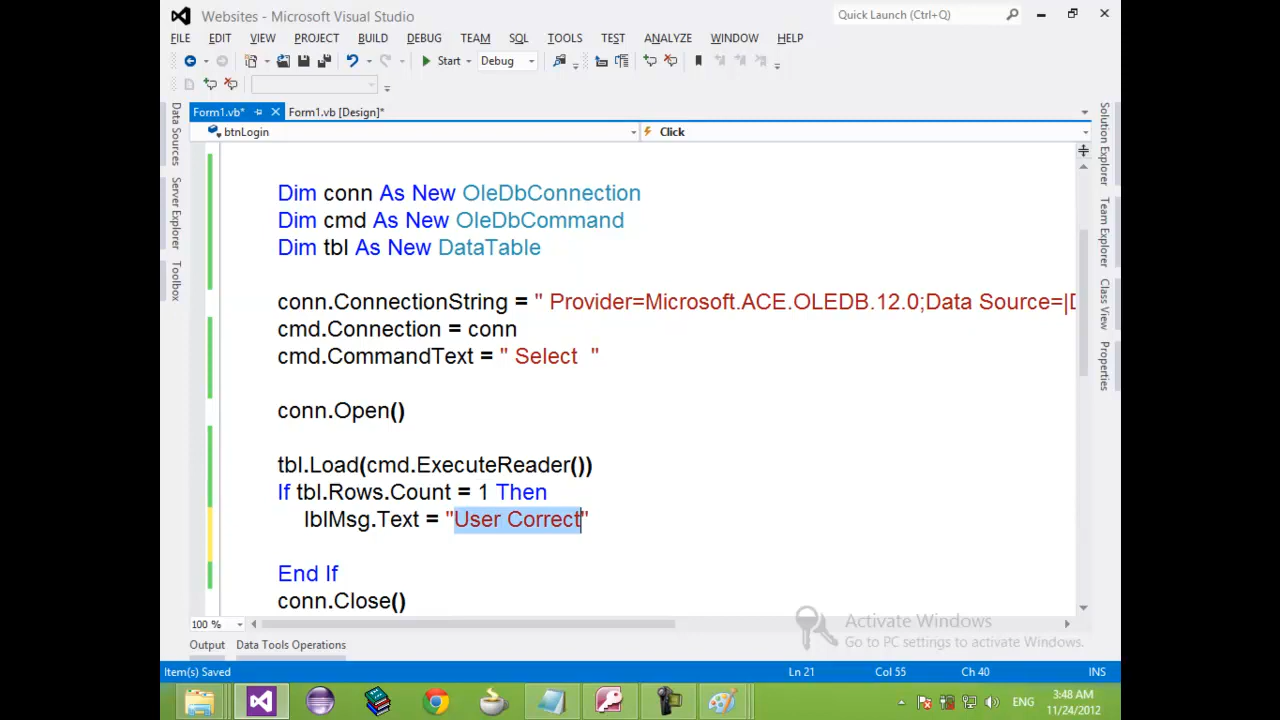 Websites - Microsoft Visual Studio
Quick Launch (Ctrl+Q)
FILE EDIT VIEW PROJECT BUILD DEBUG TEAM SQL TOOLS TEST ANALYZE WINDOW HELP
Start Debug
Form1.vb* Form1.vb [Design]*
btnLogin Click
Data Sources
Server Explorer
Toolbox
Dim conn As New OleDbConnection
Dim cmd As New OleDbCommand
Dim tbl As New DataTable
conn.ConnectionString = " Provider=Microsoft.ACE.OLEDB.12.0;Data Source=|D
cmd.Connection = conn
cmd.CommandText = " Select  "
conn.Open()
tbl.Load(cmd.ExecuteReader())
If tbl.Rows.Count = 1 Then
lblMsg.Text = "User Correct"
End If
conn.Close()
Solution Explorer
Team Explorer
Class View
Properties
100 %
Activate Windows
Go to PC settings to activate Windows.
Output Data Tools Operations
Item(s) Saved Ln 21 Col 55 Ch 40 INS
ENG
3:48 AM
11/24/2012